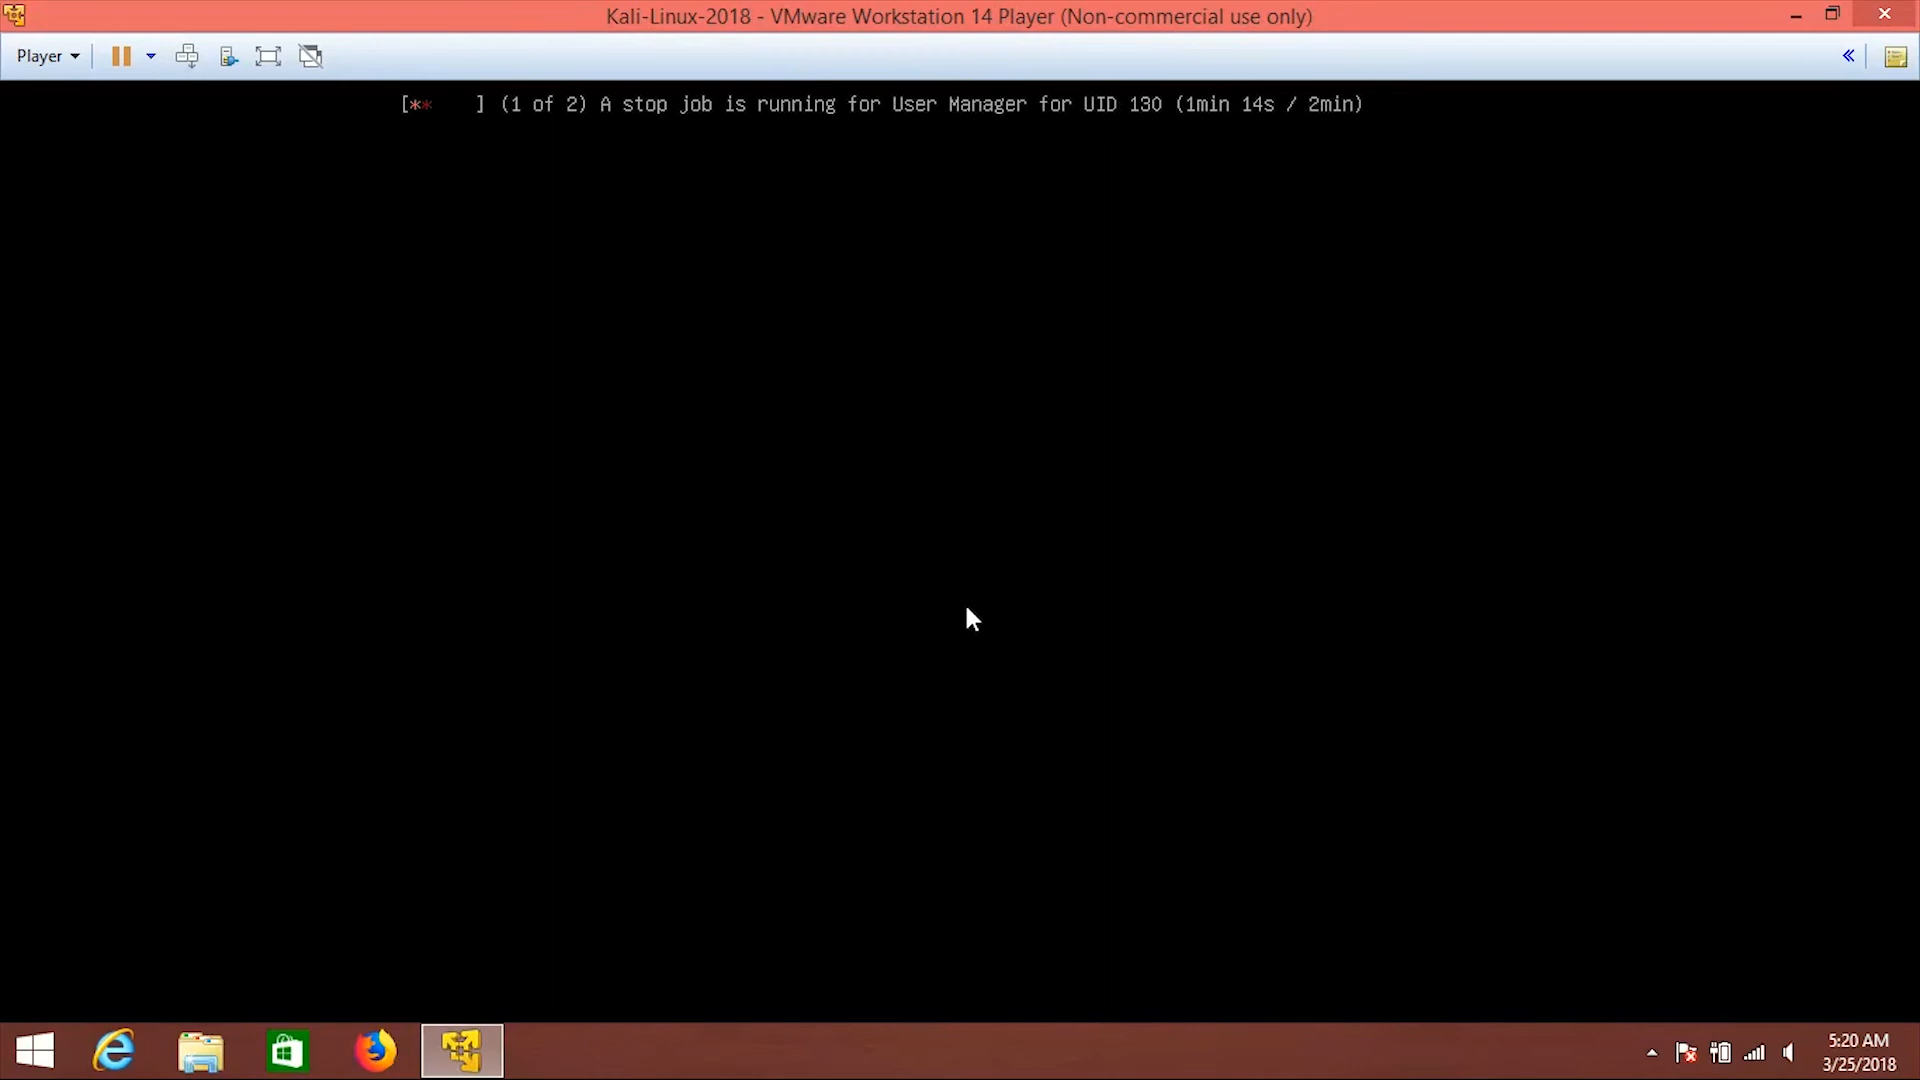 Kali-Linux-2018 - VMware Workstation 14 Player (Non-commercial use only)
Player
[**    ] (1 of 2) A stop job is running for User Manager for UID 130 (1min 14s / 2min)
5:20 AM
3/25/2018